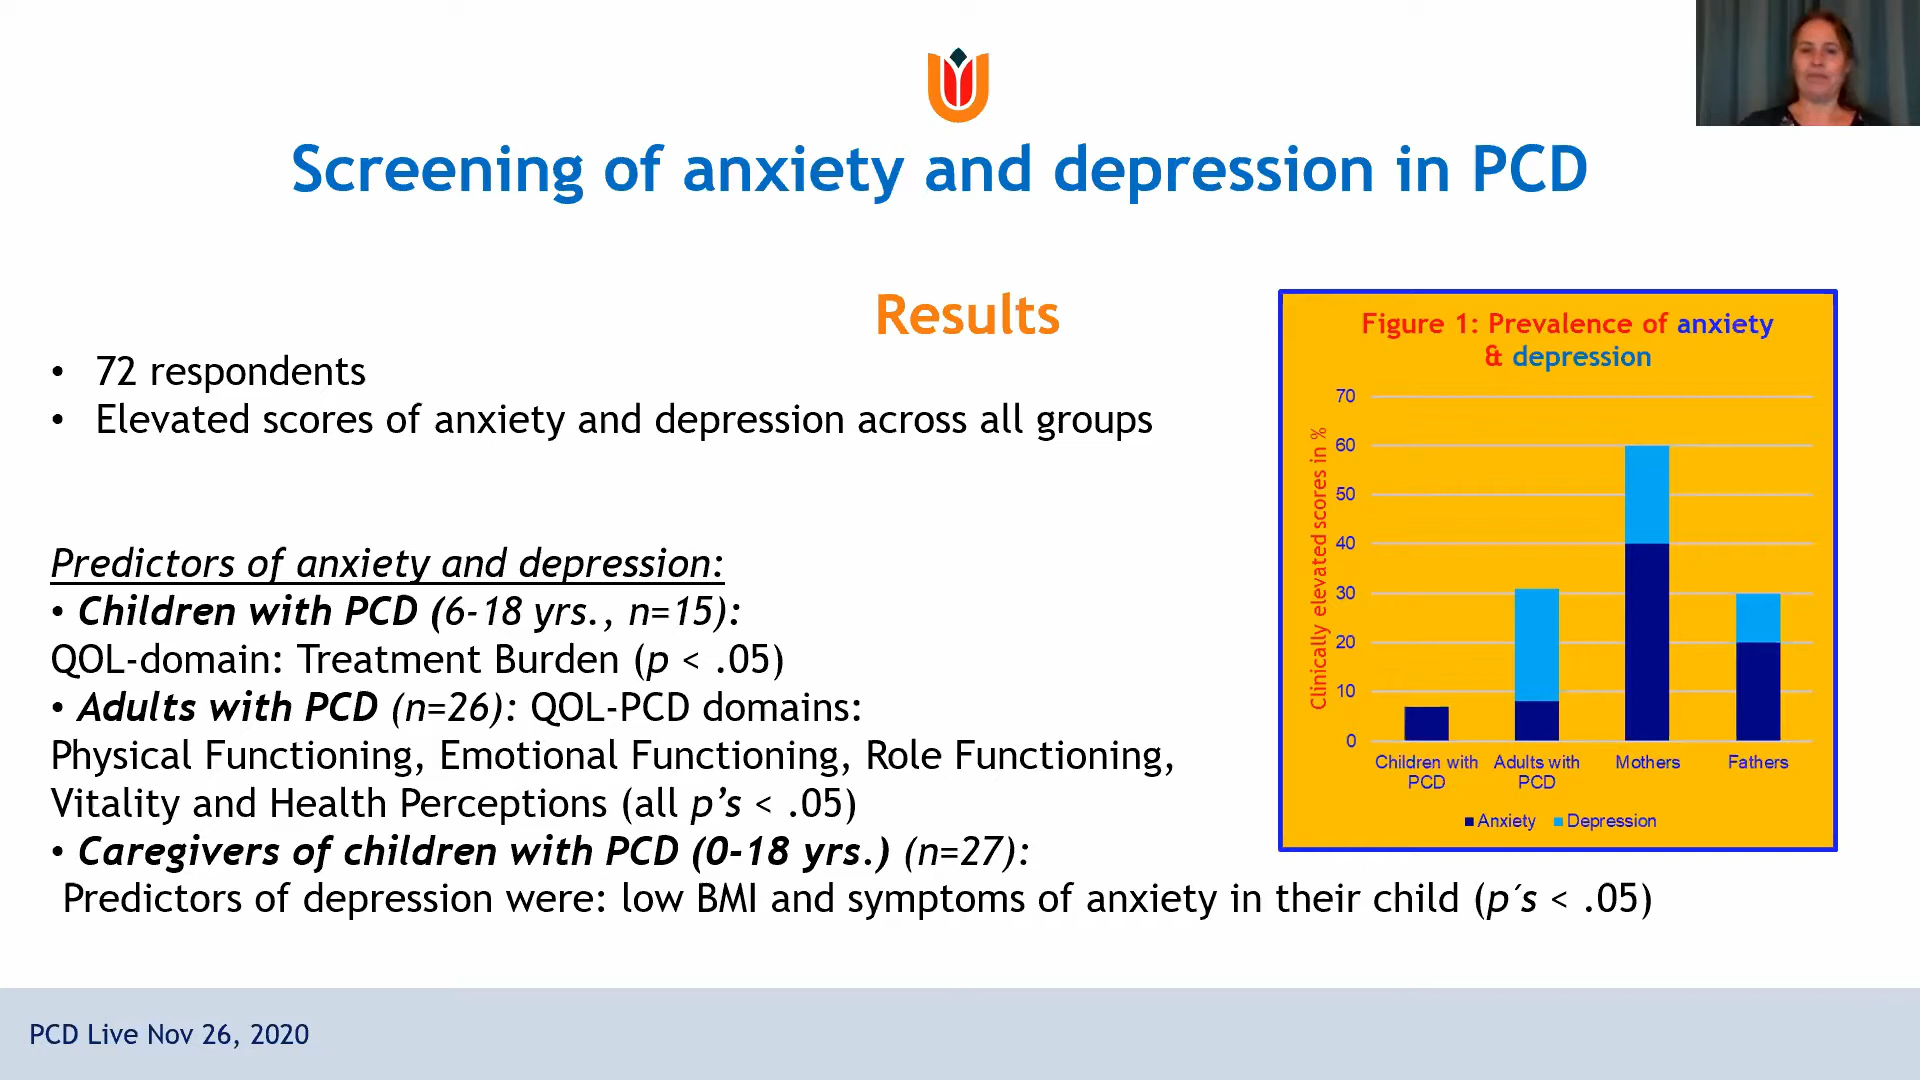 Screening of anxiety and depression in PCD
Results
• 72 respondents
• Elevated scores of anxiety and depression across all groups
Predictors of anxiety and depression:
• Children with PCD (6-18 yrs., n=15):
QOL-domain: Treatment Burden (p < .05)
• Adults with PCD (n=26): QOL-PCD domains:
Physical Functioning, Emotional Functioning, Role Functioning,
Vitality and Health Perceptions (all p’s < .05)
• Caregivers of children with PCD (0-18 yrs.) (n=27):
Predictors of depression were: low BMI and symptoms of anxiety in their child (p´s < .05)
Figure 1: Prevalence of anxiety
& depression
Clinically elevated scores in %
70
60
50
40
30
20
10
0
Children with PCD
Adults with PCD
Mothers
Fathers
Anxiety
Depression
PCD Live Nov 26, 2020